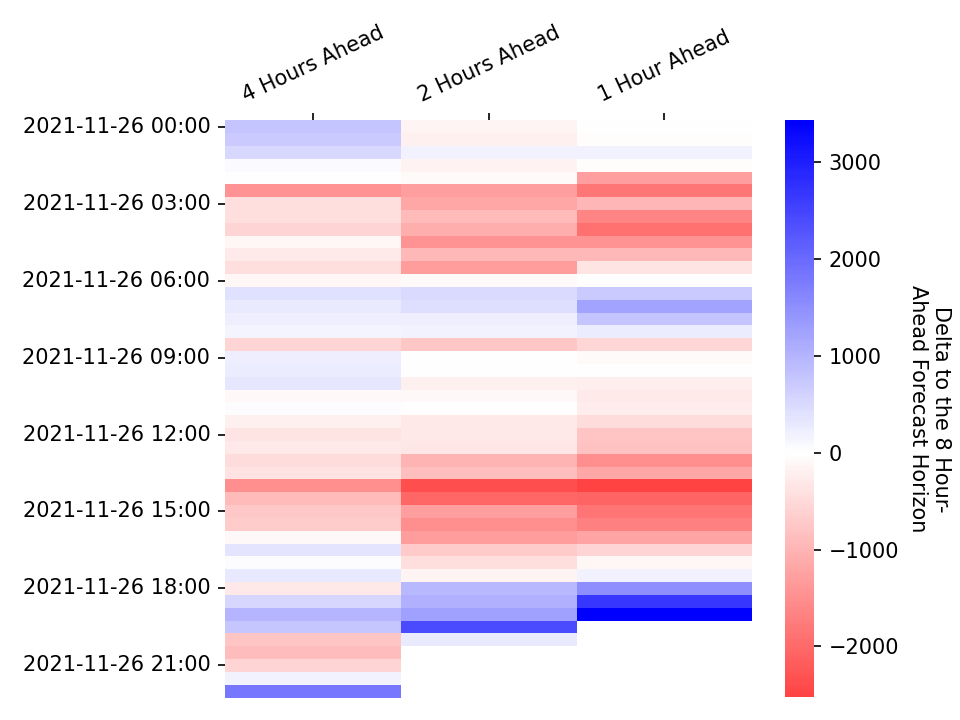 4 Hours Ahead
2 Hours Ahead
1 Hour Ahead
2021-11-26 00:00
2021-11-26 03:00
2021-11-26 06:00
2021-11-26 09:00
2021-11-26 12:00
2021-11-26 15:00
2021-11-26 18:00
2021-11-26 21:00
3000
2000
1000
0
−1000
−2000
Delta to the 8 Hour-
Ahead Forecast Horizon